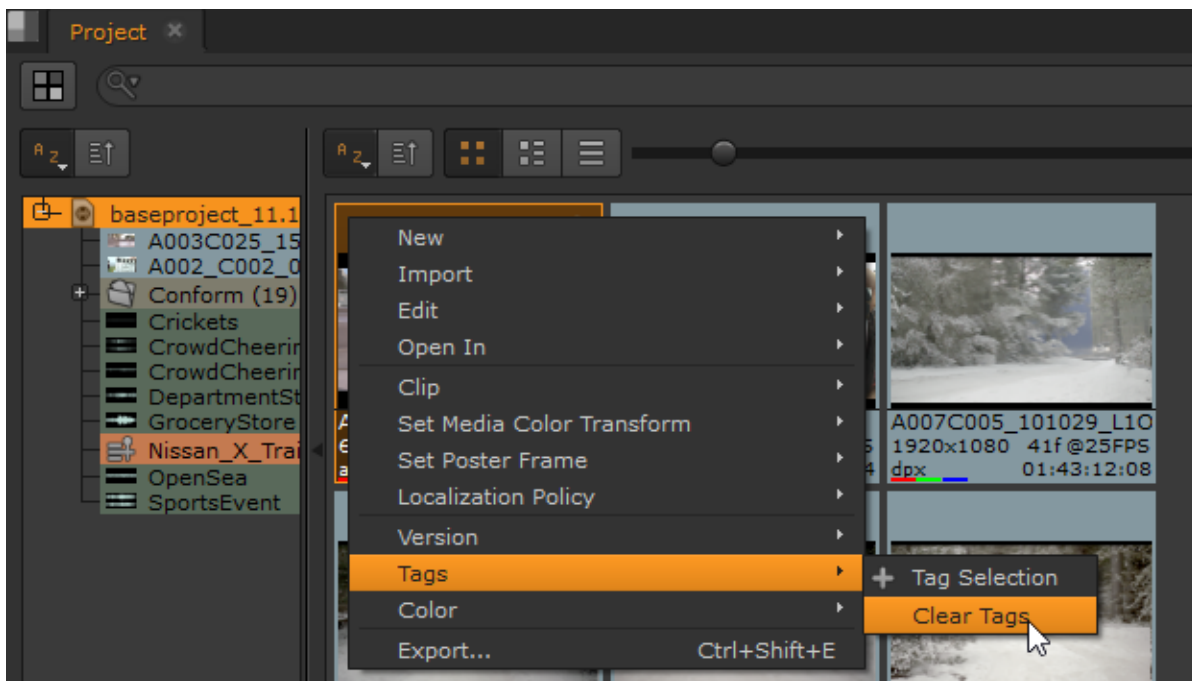 Project
A Z
A Z
baseproject_11.1
A003C025_15
A002_C002_0
Conform (19)
Crickets
CrowdCheerin
CrowdCheerin
DepartmentSt
GroceryStore
Nissan_X_Trai
OpenSea
SportsEvent
New
Import
Edit
Open In
Clip
Set Media Color Transform
Set Poster Frame
Localization Policy
Version
Tags
Color
Export... Ctrl+Shift+E
Tag Selection
Clear Tags
A007C005_101029_L1O
1920x1080 41f@25FPS
dpx 01:43:12:08